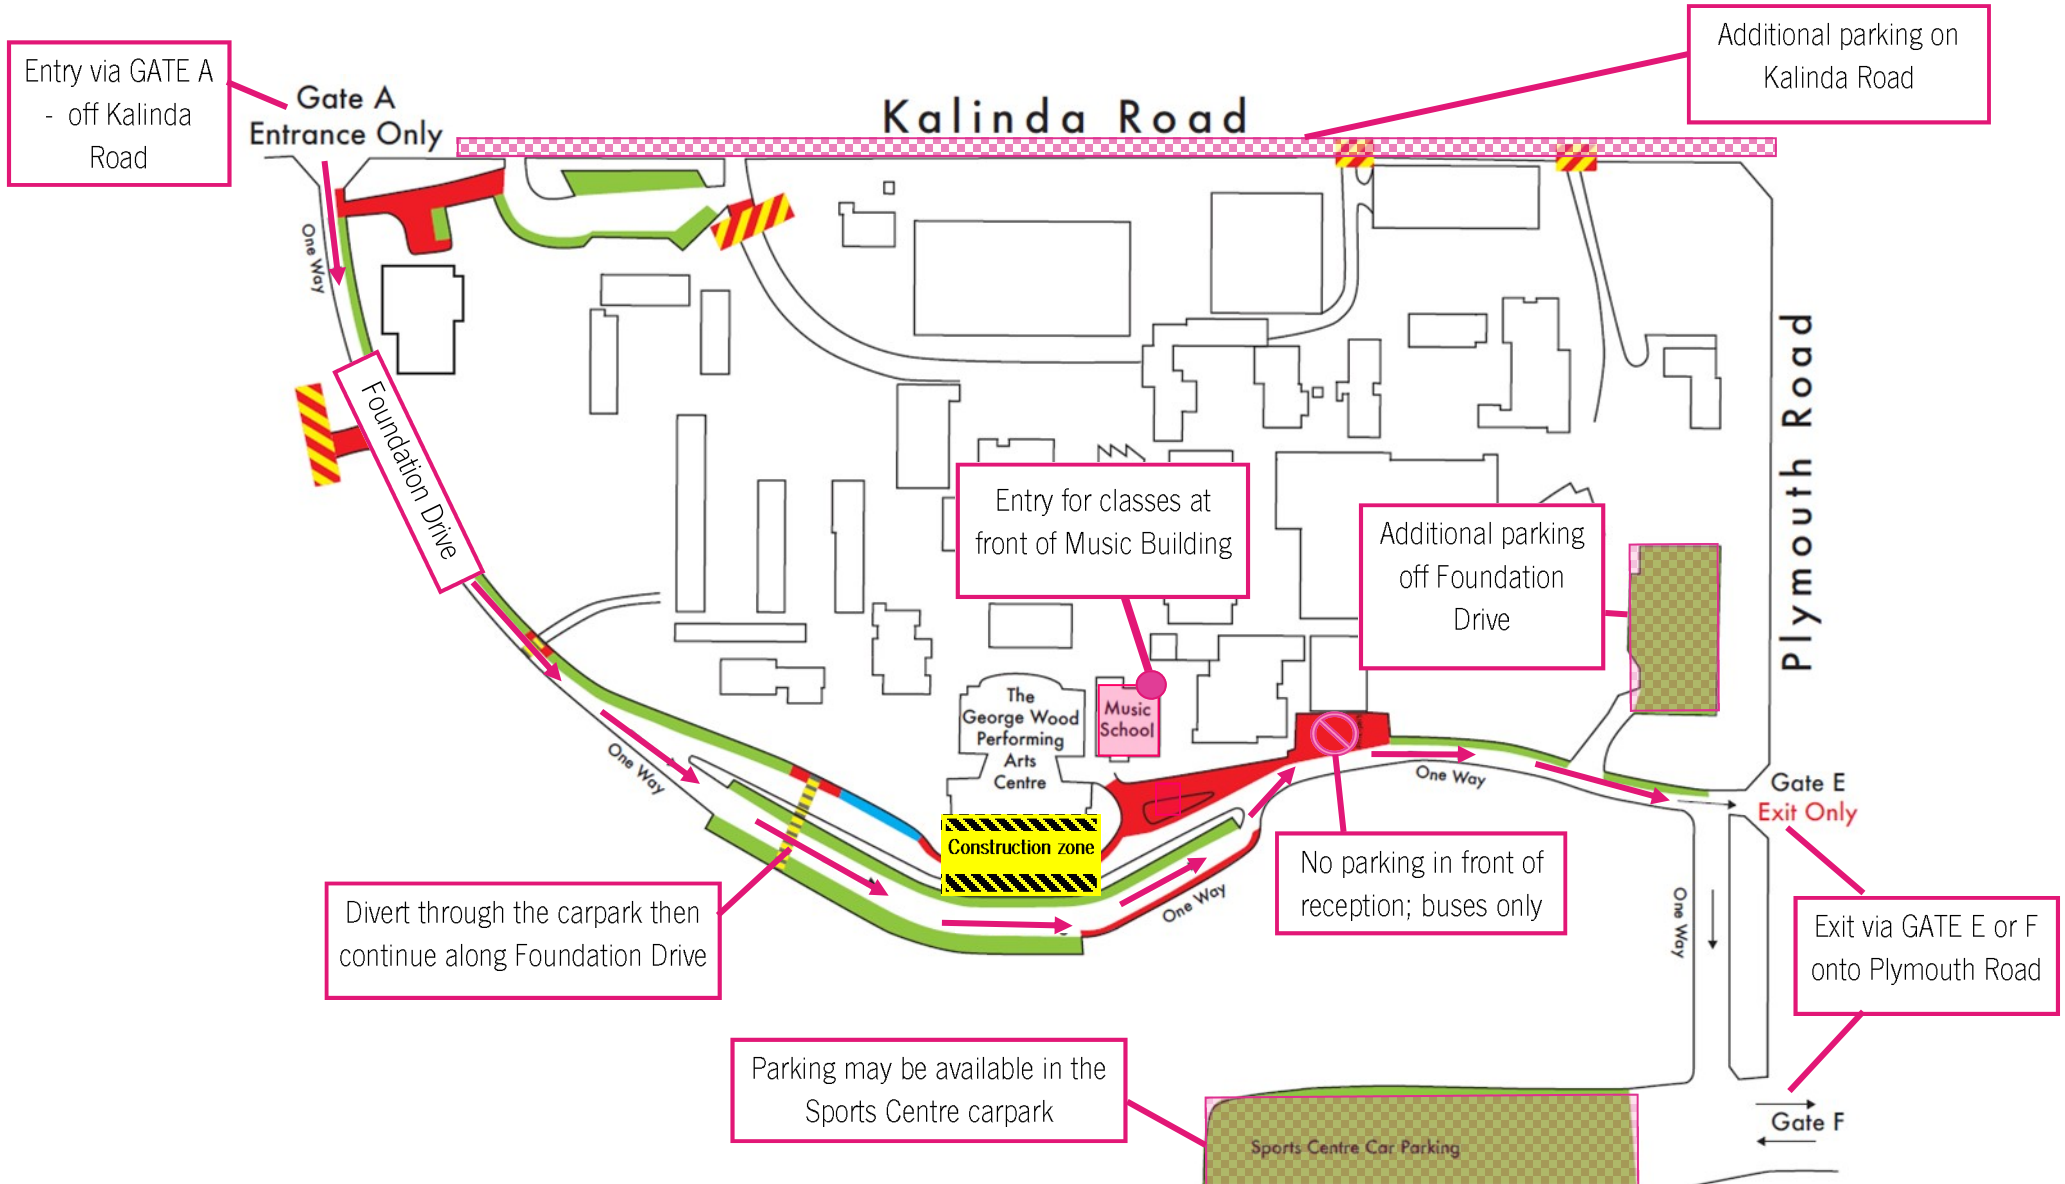 Additional parking on
Kalinda Road
Entry via GATE A
- off Kalinda
Road
Gate A
Entrance Only
Kalinda Road
One Way
Foundation Drive
Plymouth Road
Entry for classes at
front of Music Building
Additional parking
off Foundation
Drive
The
George Wood
Performing
Arts
Centre
Music
School
One Way
One Way
Gate E
Exit Only
Construction zone
No parking in front of
reception; buses only
One Way
One Way
Divert through the carpark then
continue along Foundation Drive
Exit via GATE E or F
onto Plymouth Road
Parking may be available in the
Sports Centre carpark
Gate F
Sports Centre Car Parking